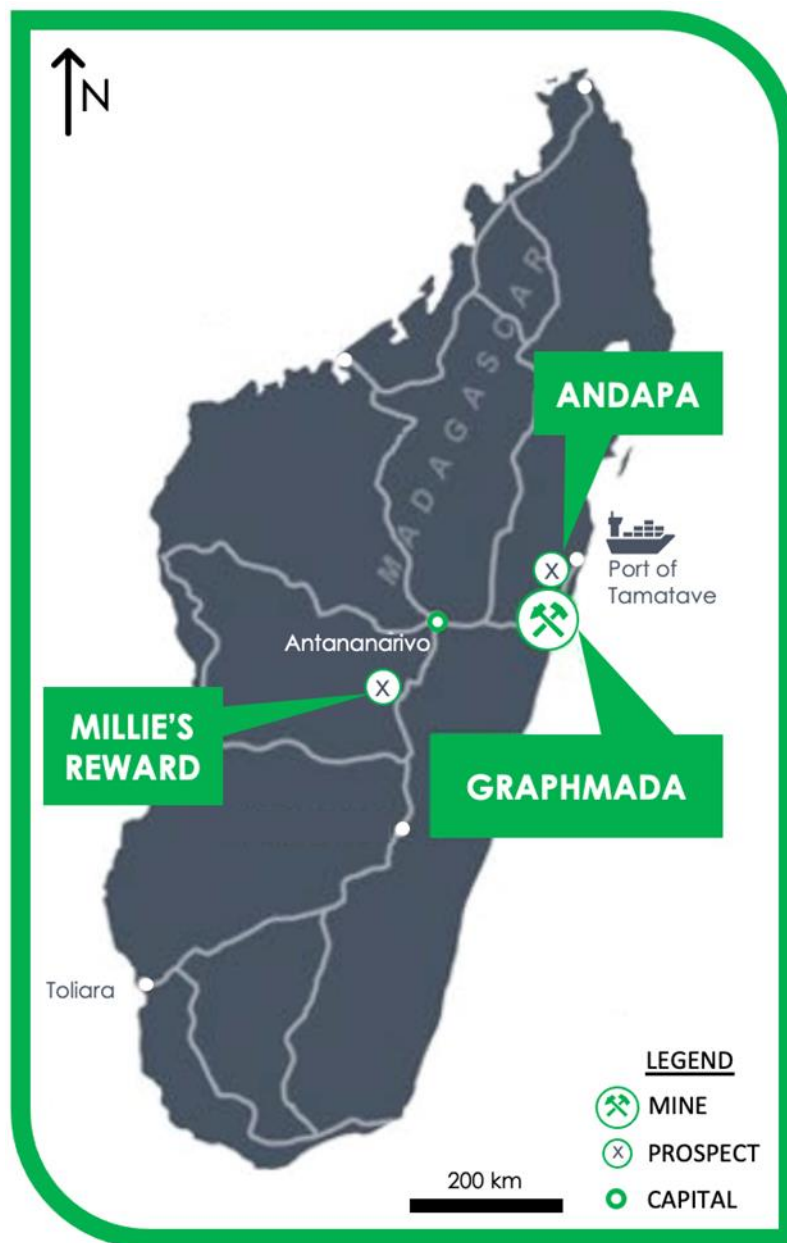 N
MADAGASCAR
ANDAPA
X
Port of
Tamatave
Antananarivo
X
MILLIE'S
REWARD
GRAPHMADA
Toliara
LEGEND
MINE
X PROSPECT
200 km
CAPITAL